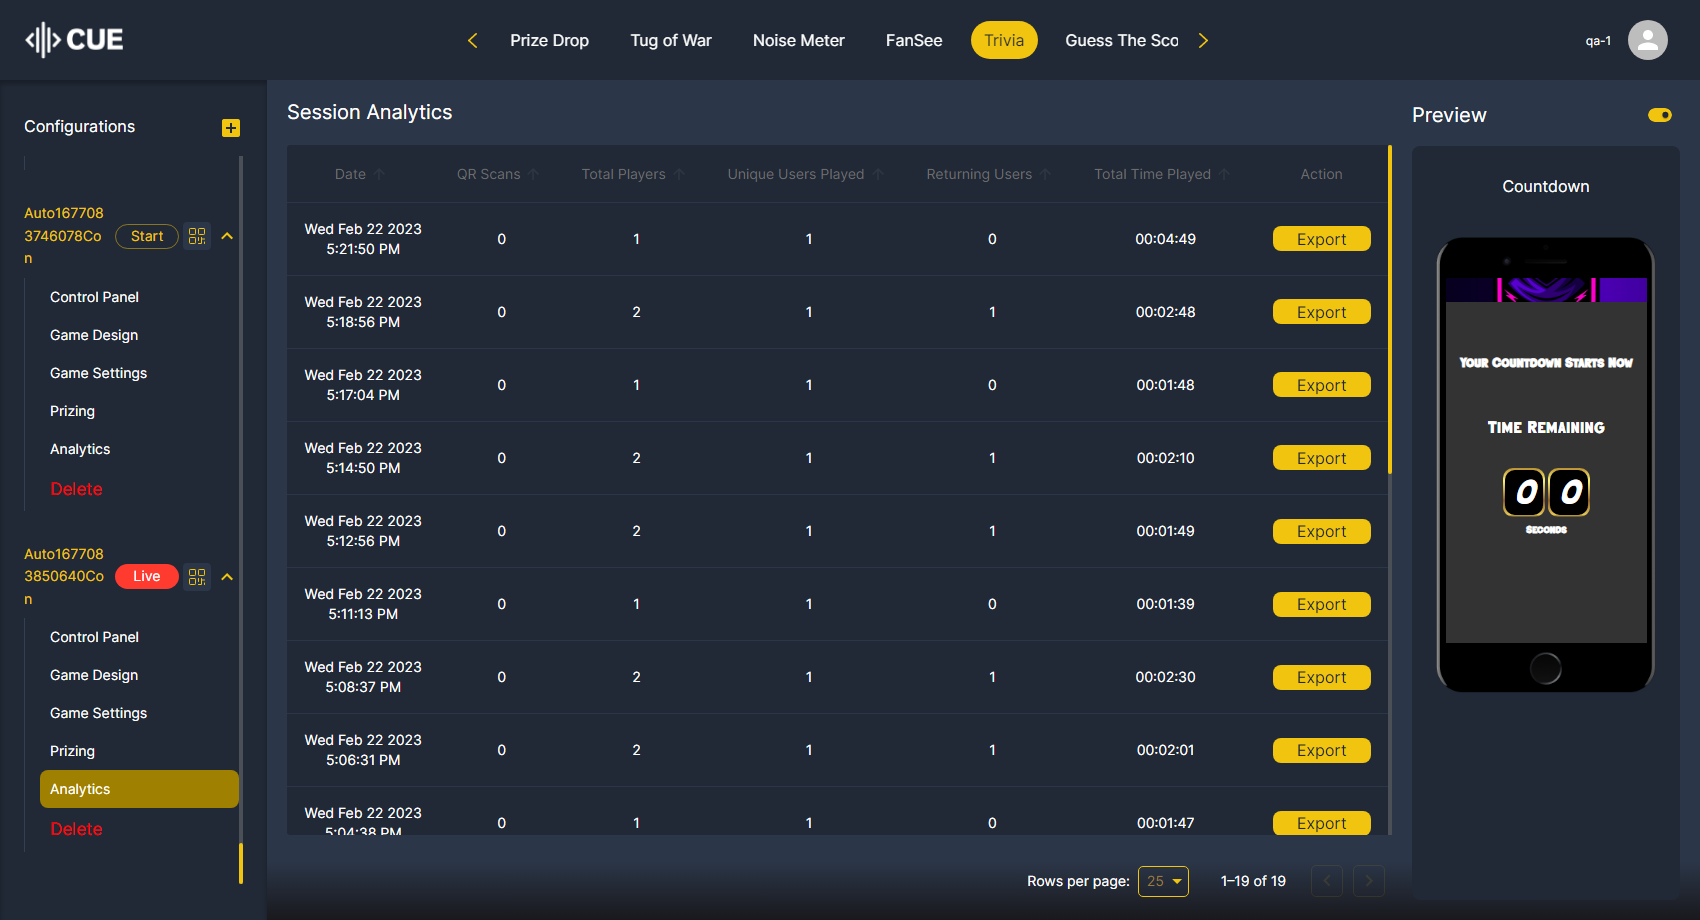 CUE
Prize Drop
Tug of War
Noise Meter
FanSee
Trivia
Guess The Sco
qa-1
Configurations
Auto167708
3746078Co
n
Start
Control Panel
Game Design
Game Settings
Prizing
Analytics
Delete
Auto167708
3850640Co
n
Live
Control Panel
Game Design
Game Settings
Prizing
Analytics
Delete
Session Analytics
Date QR Scans Total Players Unique Users Played Returning Users Total Time Played Action
Wed Feb 22 2023
5:21:50 PM
0 1 1 0 00:04:49 Export
Wed Feb 22 2023
5:18:56 PM
0 2 1 1 00:02:48 Export
Wed Feb 22 2023
5:17:04 PM
0 1 1 0 00:01:48 Export
Wed Feb 22 2023
5:14:50 PM
0 2 1 1 00:02:10 Export
Wed Feb 22 2023
5:12:56 PM
0 2 1 1 00:01:49 Export
Wed Feb 22 2023
5:11:13 PM
0 1 1 0 00:01:39 Export
Wed Feb 22 2023
5:08:37 PM
0 2 1 1 00:02:30 Export
Wed Feb 22 2023
5:06:31 PM
0 2 1 1 00:02:01 Export
Wed Feb 22 2023
5:04:38 PM
0 1 1 0 00:01:47 Export
Rows per page: 25 1–19 of 19
Preview
Countdown
Your Countdown Starts Now
Time Remaining
0 0
Seconds